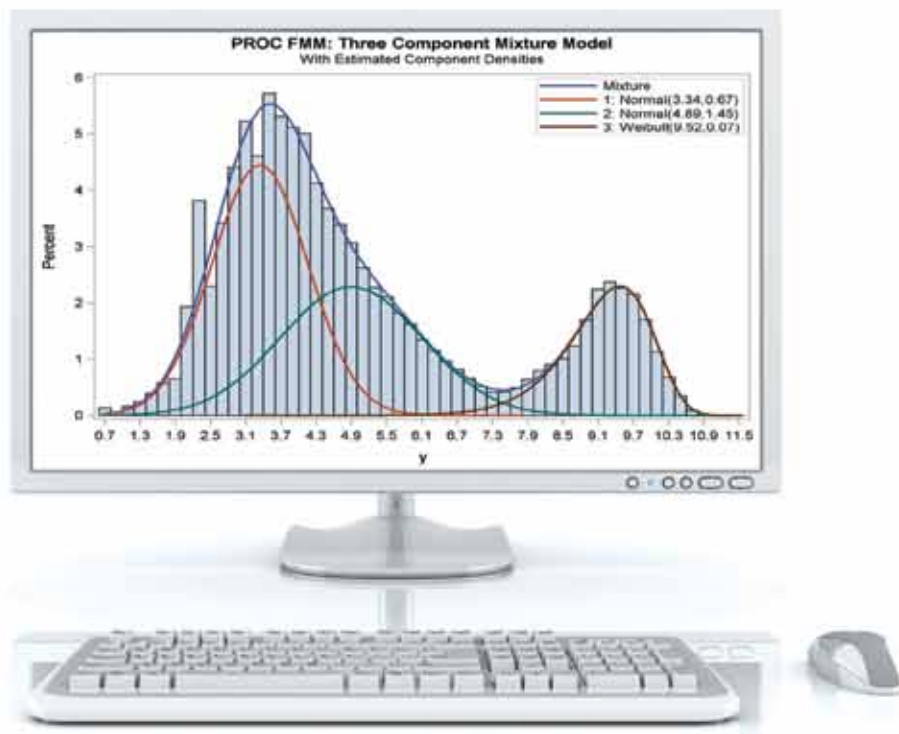 PROC FMM: Three Component Mixture Model
With Estimated Component Densities
Mixture
1: Normal(3.34,0.67)
2: Normal(4.89,1.45)
3: Weibull(9.52,0.07)
Percent
6
5
4
3
2
1
0
0.7 1.3 1.9 2.5 3.1 3.7 4.3 4.9 5.5 6.1 6.7 7.3 7.9 8.5 9.1 9.7 10.3 10.9 11.5
y